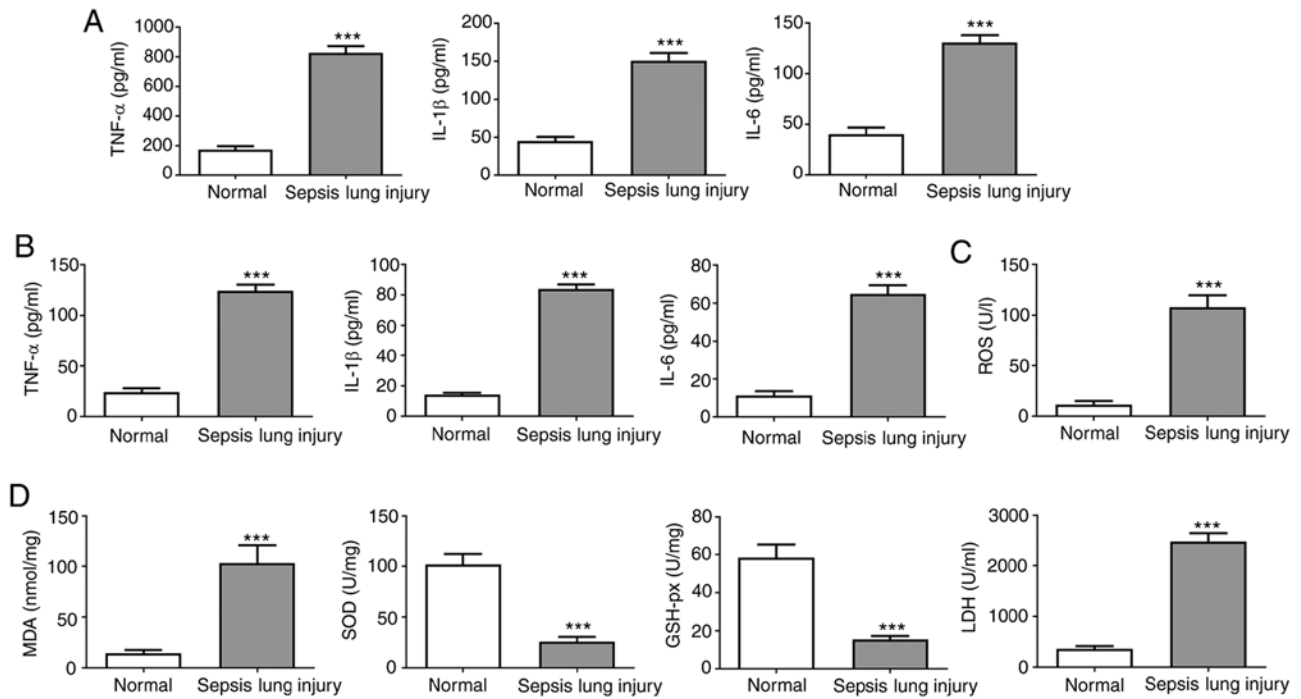 A
TNF-α (pg/ml)
1000
800
600
400
200
0
***
Normal
Sepsis lung injury
IL-1β (pg/ml)
200
150
100
50
0
***
Normal
Sepsis lung injury
IL-6 (pg/ml)
150
100
50
0
***
Normal
Sepsis lung injury
B
TNF-α (pg/ml)
150
100
50
0
***
Normal
Sepsis lung injury
IL-1β (pg/ml)
100
80
60
40
20
0
***
Normal
Sepsis lung injury
IL-6 (pg/ml)
80
60
40
20
0
***
Normal
Sepsis lung injury
C
ROS (U/l)
150
100
50
0
***
Normal
Sepsis lung injury
D
MDA (nmol/mg)
150
100
50
0
***
Normal
Sepsis lung injury
SOD (U/mg)
150
100
50
0
***
Normal
Sepsis lung injury
GSH-px (U/mg)
80
60
40
20
0
***
Normal
Sepsis lung injury
LDH (U/ml)
3000
2000
1000
0
***
Normal
Sepsis lung injury